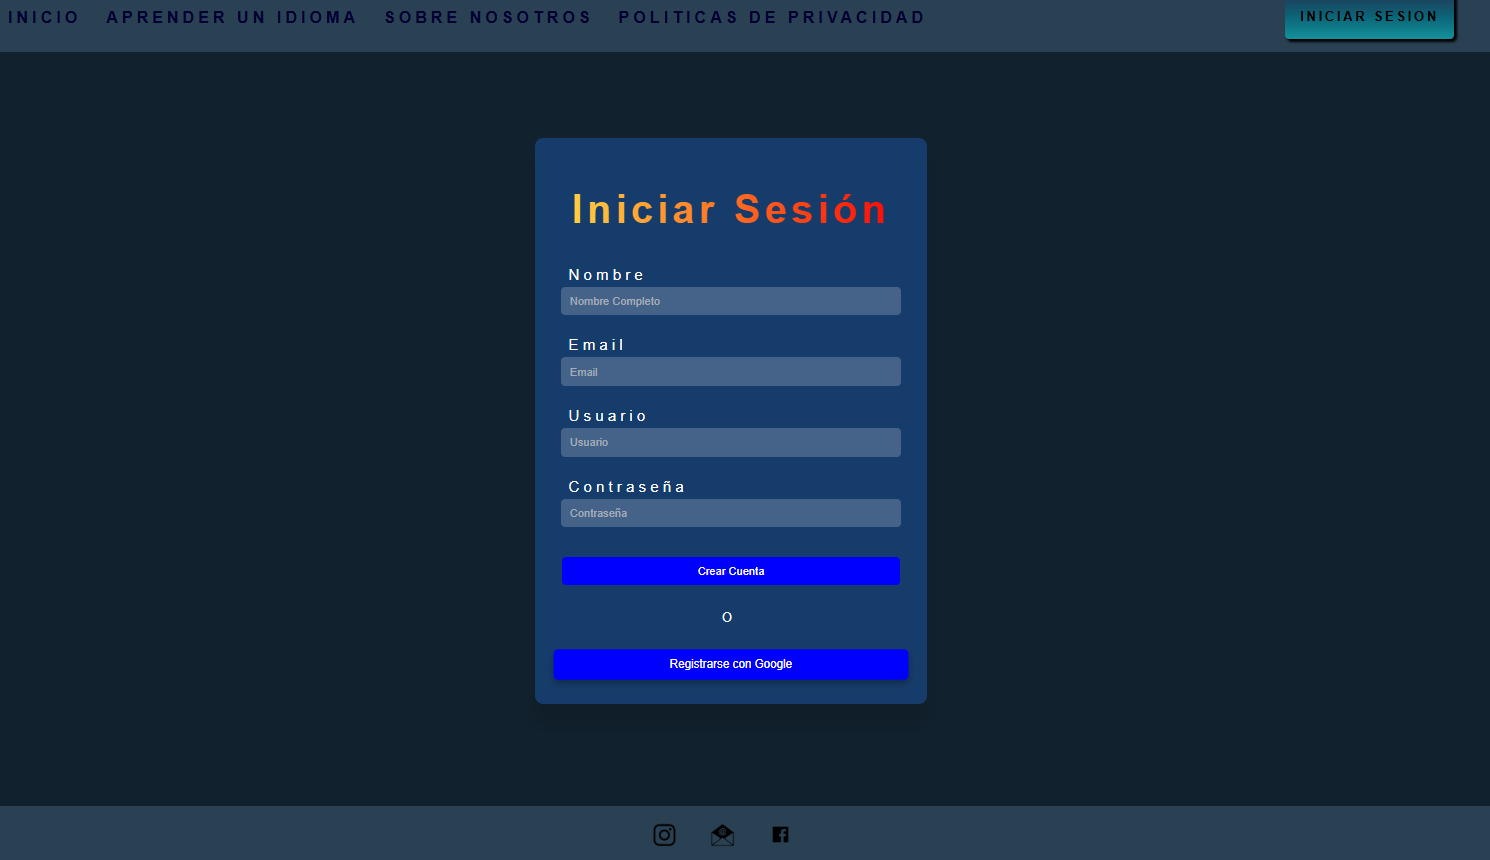 INICIO APRENDER UN IDIOMA SOBRE NOSOTROS POLITICAS DE PRIVACIDAD INICIAR SESION
Iniciar Sesión
Nombre
Nombre Completo
Email
Email
Usuario
Usuario
Contraseña
Contraseña
Crear Cuenta
O
Registrarse con Google